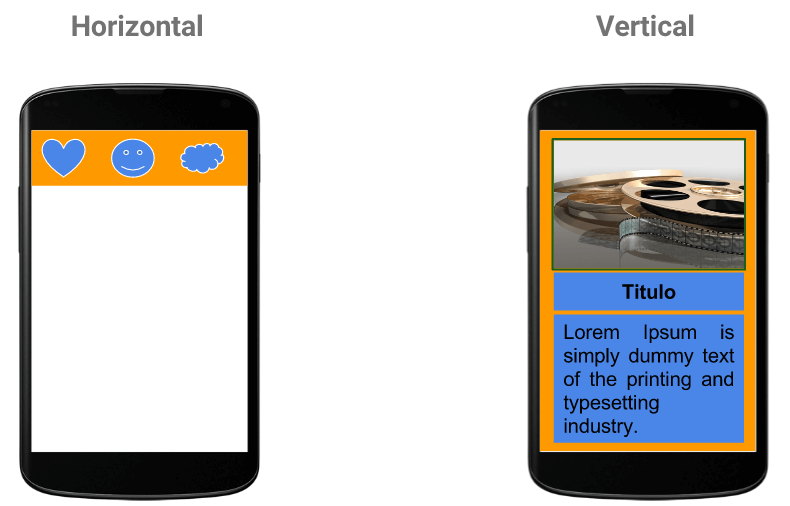 Horizontal
Vertical
Titulo
Lorem Ipsum is
simply dummy text
of the printing and
typesetting
industry.